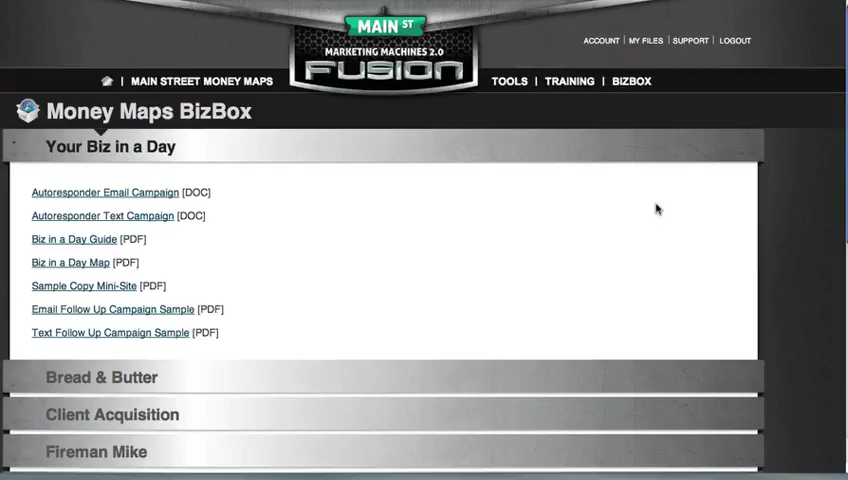 MAIN ST
MARKETING MACHINES 2.0
FUSION
ACCOUNT | MY FILES | SUPPORT | LOGOUT
| MAIN STREET MONEY MAPS
TOOLS | TRAINING | BIZBOX
Money Maps BizBox
Your Biz in a Day
Autoresponder Email Campaign [DOC]
Autoresponder Text Campaign [DOC]
Biz in a Day Guide [PDF]
Biz in a Day Map [PDF]
Sample Copy Mini-Site [PDF]
Email Follow Up Campaign Sample [PDF]
Text Follow Up Campaign Sample [PDF]
Bread & Butter
Client Acquisition
Fireman Mike